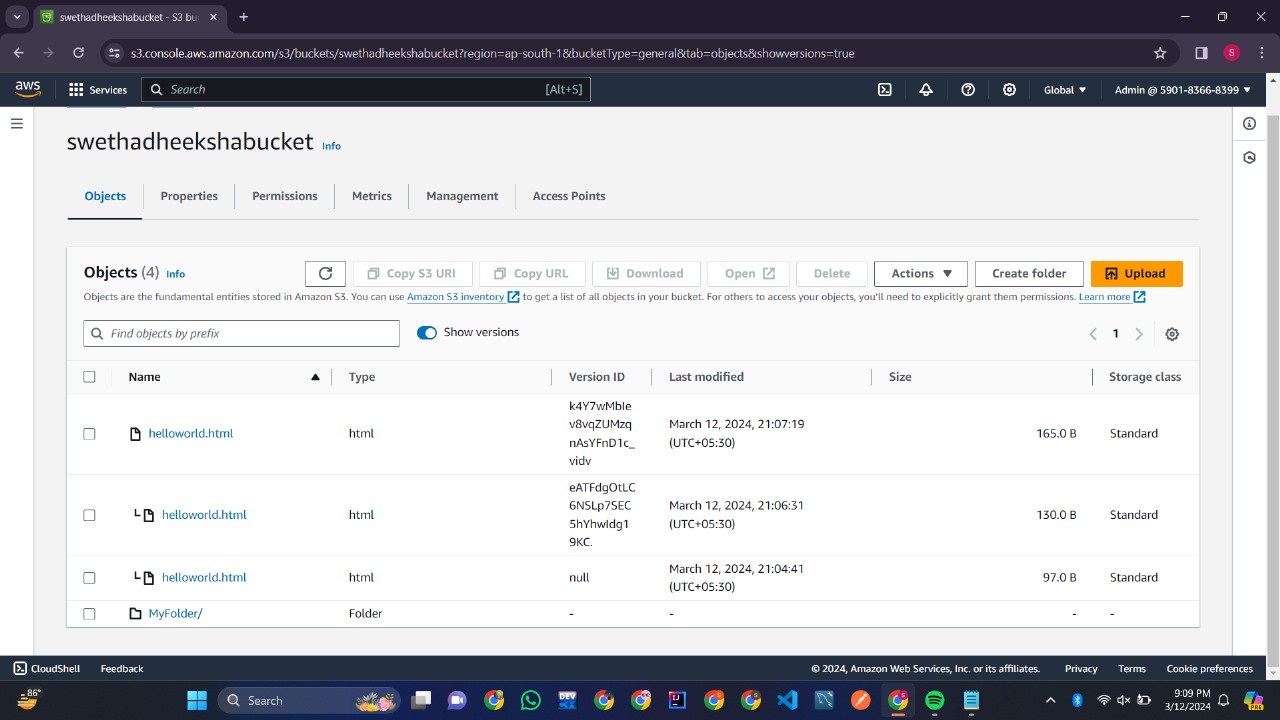 swethadheekshabucket - S3 bu
s3.console.aws.amazon.com/s3/buckets/swethadheekshabucket?region=ap-south-1&bucketType=general&tab=objects&showversions=true
S
aws Services Search [Alt+S] Global Admin @ 5901-8366-8399
swethadheekshabucket Info
Objects Properties Permissions Metrics Management Access Points
Objects (4) Info Copy S3 URI Copy URL Download Open Delete Actions Create folder Upload
Objects are the fundamental entities stored in Amazon S3. You can use Amazon S3 inventory to get a list of all objects in your bucket. For others to access your objects, you'll need to explicitly grant them permissions. Learn more
Find objects by prefix Show versions 1
Name Type Version ID Last modified Size Storage class
helloworld.html html k4Y7wMbIe
v8vqZUMzq
nAsYFnD1c_
vidv March 12, 2024, 21:07:19
(UTC+05:30) 165.0 B Standard
helloworld.html html eATFdgOtLC
6NSLp7SEC
5hYhwIdg1
9KC. March 12, 2024, 21:06:31
(UTC+05:30) 130.0 B Standard
helloworld.html html null March 12, 2024, 21:04:41
(UTC+05:30) 97.0 B Standard
MyFolder/ Folder - - - -
CloudShell Feedback © 2024, Amazon Web Services, Inc. or its affiliates. Privacy Terms Cookie preferences
86° Search DEV 9:09 PM
3/12/2024